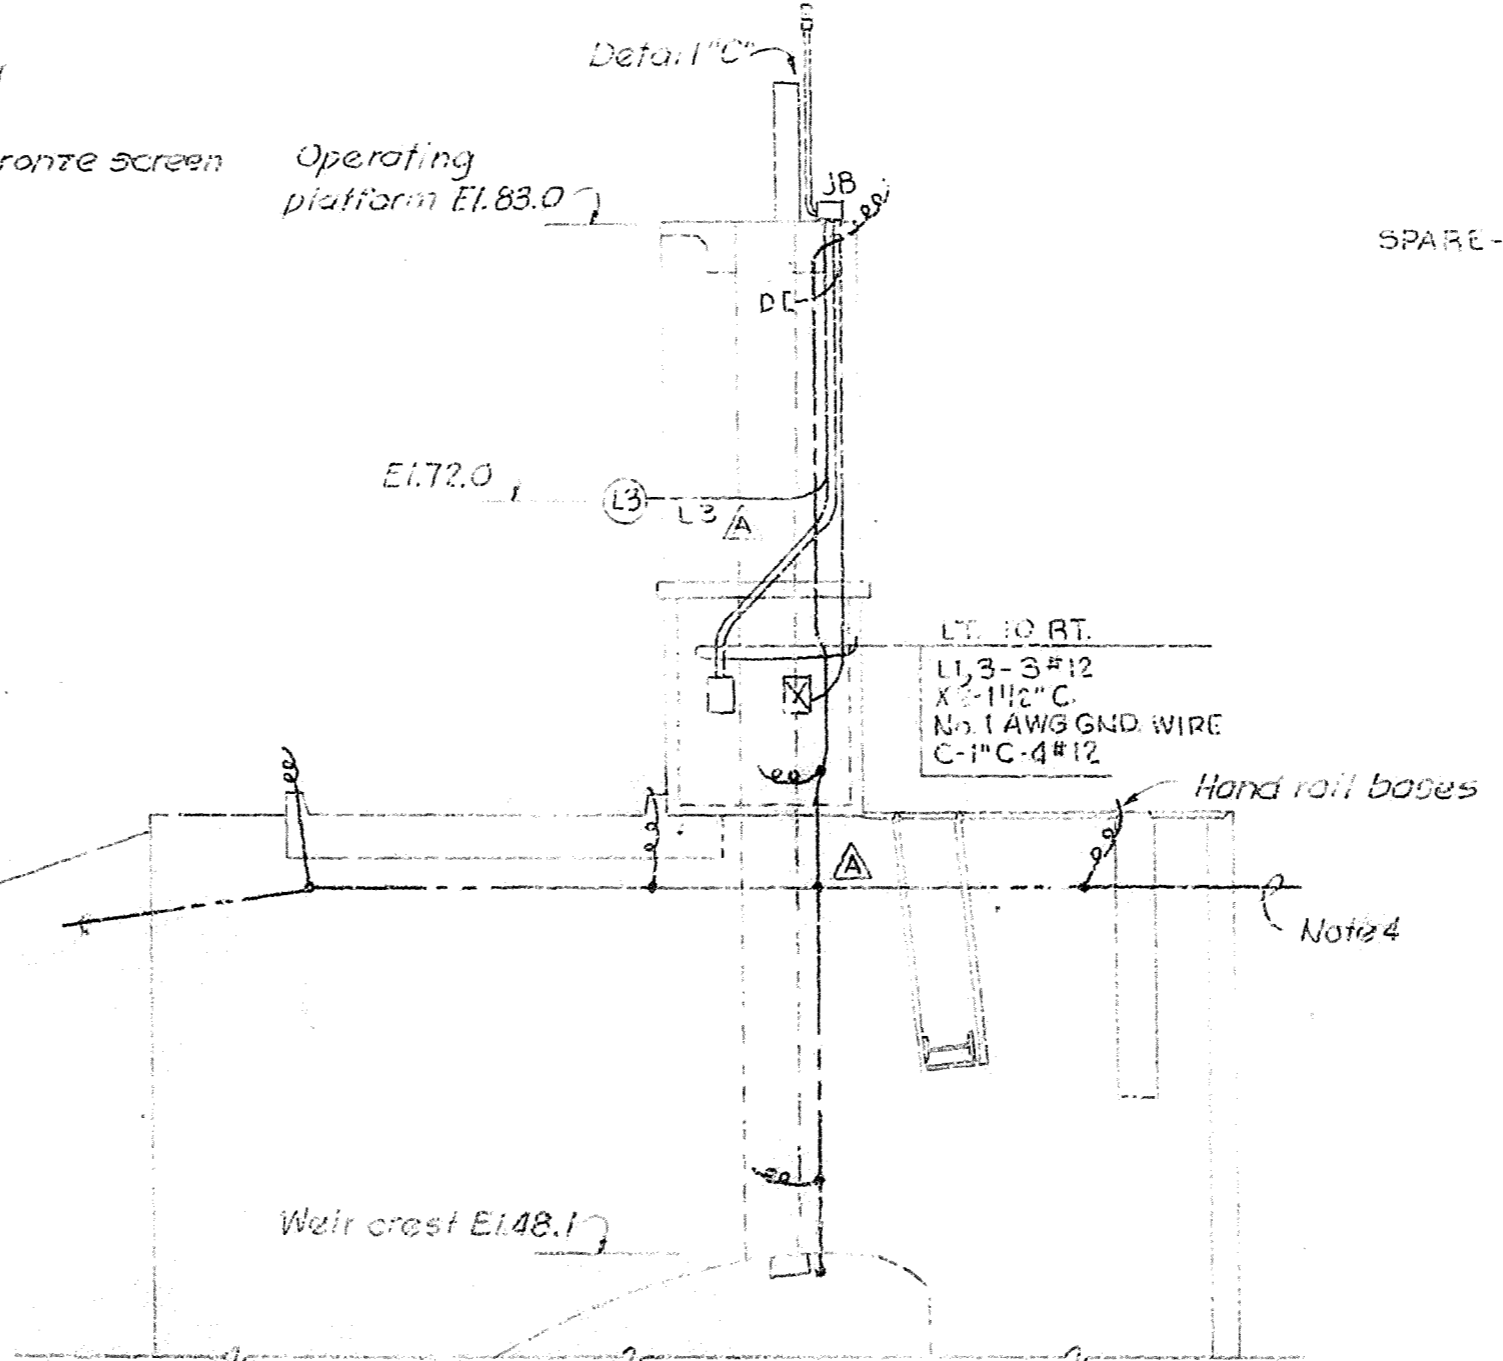 Detail "C"
ronze screen
Operating
platform El. 83.0
JB
SPARE-
El. 72.0
L3
L3
A
LT. TO RT.
L1, 3-3#12
No. 1 AWG GND. WIRE
C-1"C-4#12
X
Hand rail bases
A
Note 4
Weir crest El. 48.1